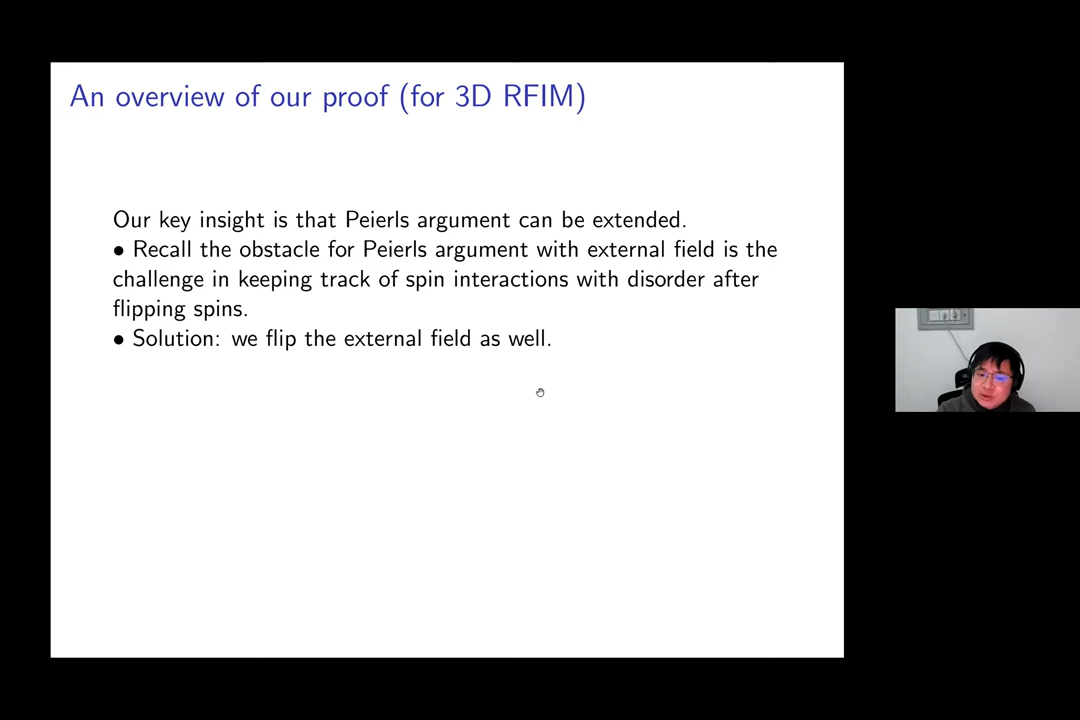 An overview of our proof (for 3D RFIM)
Our key insight is that Peierls argument can be extended.
• Recall the obstacle for Peierls argument with external field is the
challenge in keeping track of spin interactions with disorder after
flipping spins.
• Solution: we flip the external field as well.